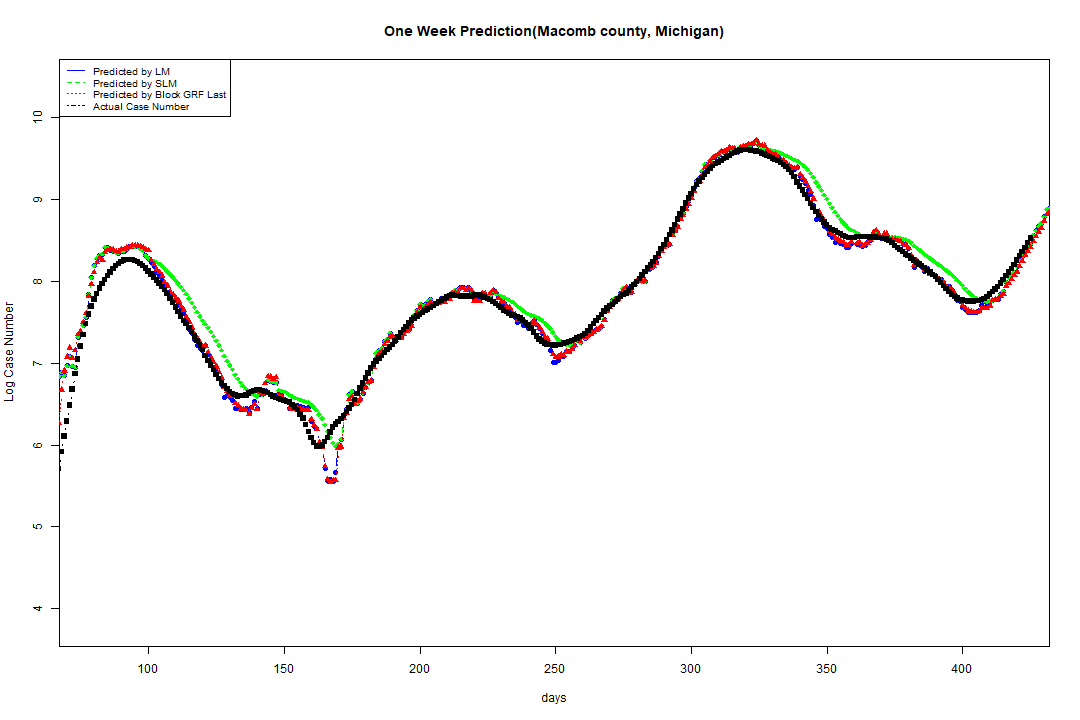 One Week Prediction(Macomb county, Michigan)
Predicted by LM
Predicted by SLM
Predicted by Block GRF Last
Actual Case Number
10
9
8
7
6
5
4
Log Case Number
100 150 200 250 300 350 400
days